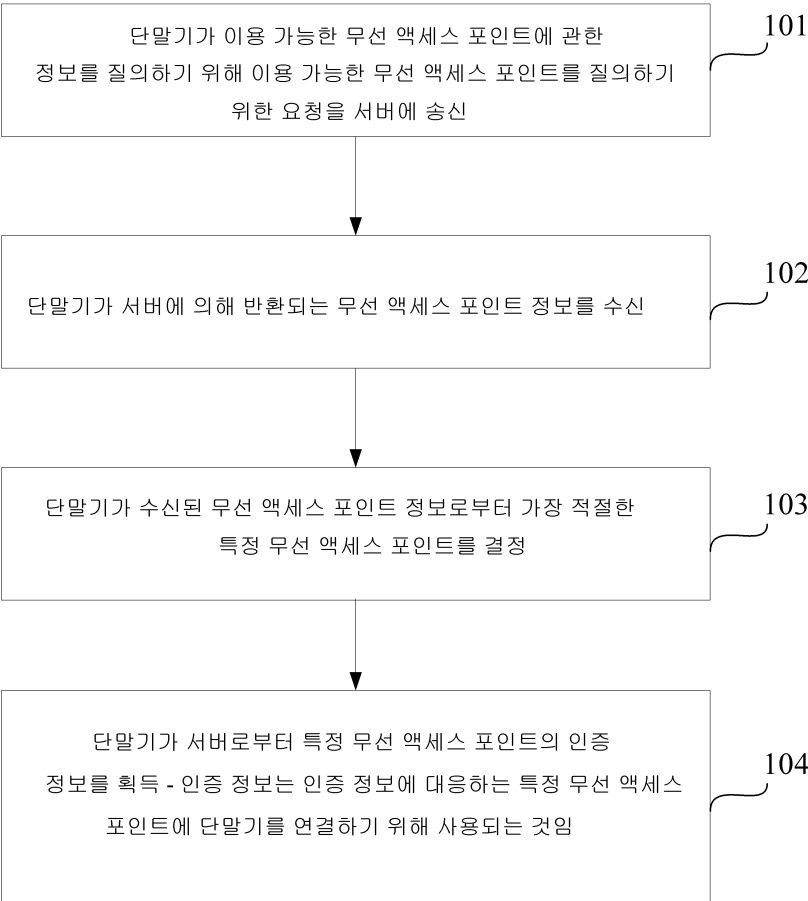 단말기가 이용 가능한 무선 액세스 포인트에 관한
정보를 질의하기 위해 이용 가능한 무선 액세스 포인트를 질의하기
위한 요청을 서버에 송신
101
단말기가 서버에 의해 반환되는 무선 액세스 포인트 정보를 수신
102
단말기가 수신된 무선 액세스 포인트 정보로부터 가장 적절한
특정 무선 액세스 포인트를 결정
103
단말기가 서버로부터 특정 무선 액세스 포인트의 인증
정보를 획득 - 인증 정보는 인증 정보에 대응하는 특정 무선 액세스
포인트에 단말기를 연결하기 위해 사용되는 것임
104